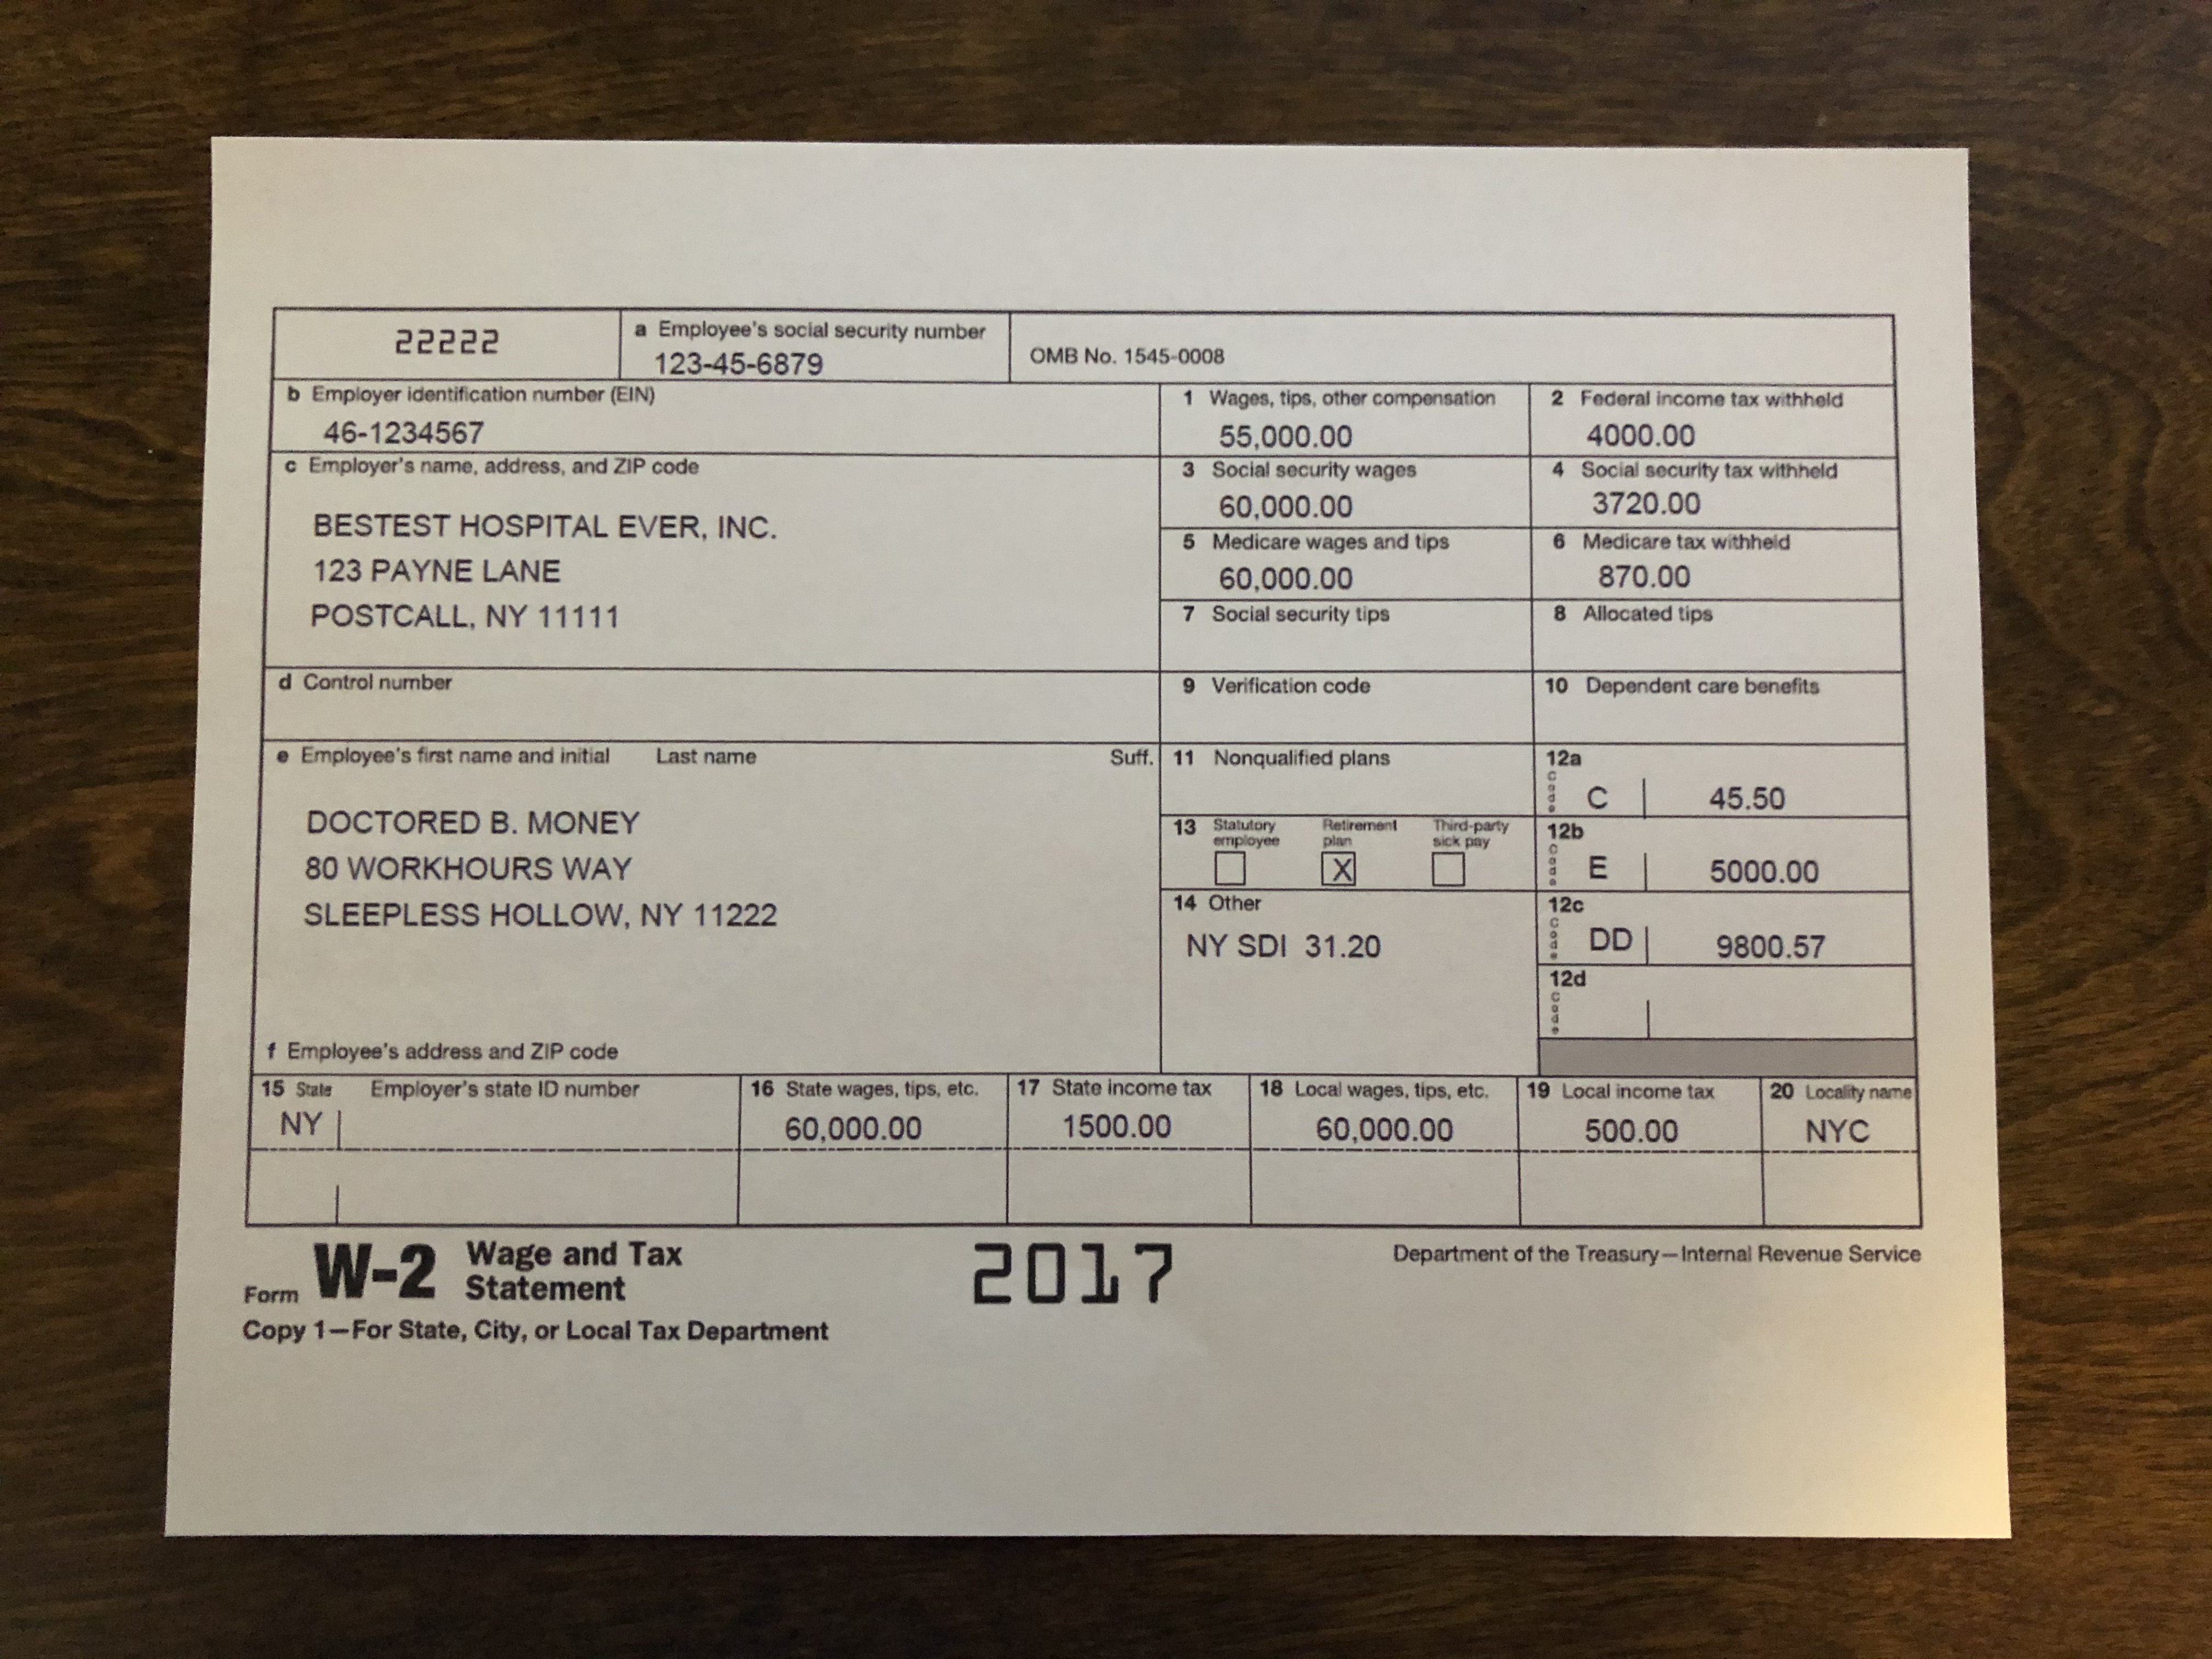 22222
a Employee's social security number
123-45-6879
OMB No. 1545-0008
b Employer identification number (EIN)
46-1234567
1 Wages, tips, other compensation
55,000.00
2 Federal income tax withheld
4000.00
c Employer's name, address, and ZIP code
BESTEST HOSPITAL EVER, INC.
123 PAYNE LANE
POSTCALL, NY 11111
3 Social security wages
60,000.00
4 Social security tax withheld
3720.00
5 Medicare wages and tips
60,000.00
6 Medicare tax withheld
870.00
7 Social security tips
8 Allocated tips
d Control number
9 Verification code
10 Dependent care benefits
e Employee's first name and initial Last name Suff.
DOCTORED B. MONEY
80 WORKHOURS WAY
SLEEPLESS HOLLOW, NY 11222
11 Nonqualified plans
12a
Code
C 45.50
13 Statutory employee Retirement plan Third-party sick pay
X
12b
Code
E 5000.00
14 Other
NY SDI 31.20
12c
Code
DD 9800.57
12d
Code
f Employee's address and ZIP code
15 State Employer's state ID number
NY
16 State wages, tips, etc.
60,000.00
17 State income tax
1500.00
18 Local wages, tips, etc.
60,000.00
19 Local income tax
500.00
20 Locality name
NYC
Form W-2 Wage and Tax Statement
2017
Department of the Treasury—Internal Revenue Service
Copy 1—For State, City, or Local Tax Department